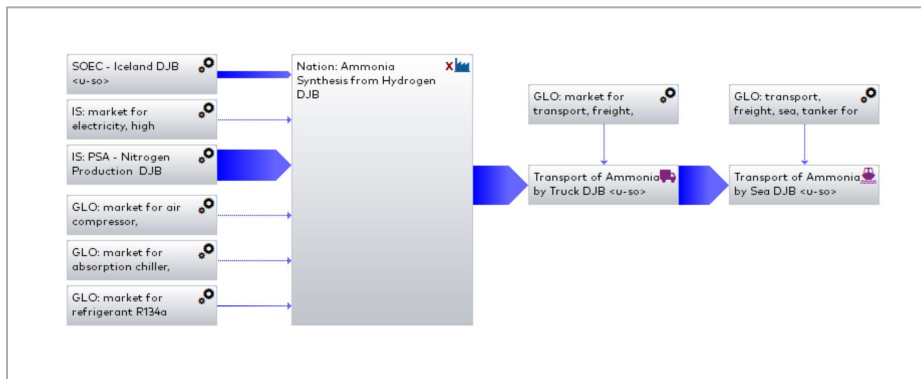 SOEC - Iceland DJB
<u-so>
IS: market for
electricity, high
IS: PSA - Nitrogen
Production DJB
GLO: market for air
compressor,
GLO: market for
absorption chiller,
GLO: market for
refrigerant R134a
Nation: Ammonia
Synthesis from Hydrogen
DJB
X
GLO: market for
transport, freight,
Transport of Ammonia
by Truck DJB <u-so>
GLO: transport,
freight, sea, tanker for
Transport of Ammonia
by Sea DJB <u-so>